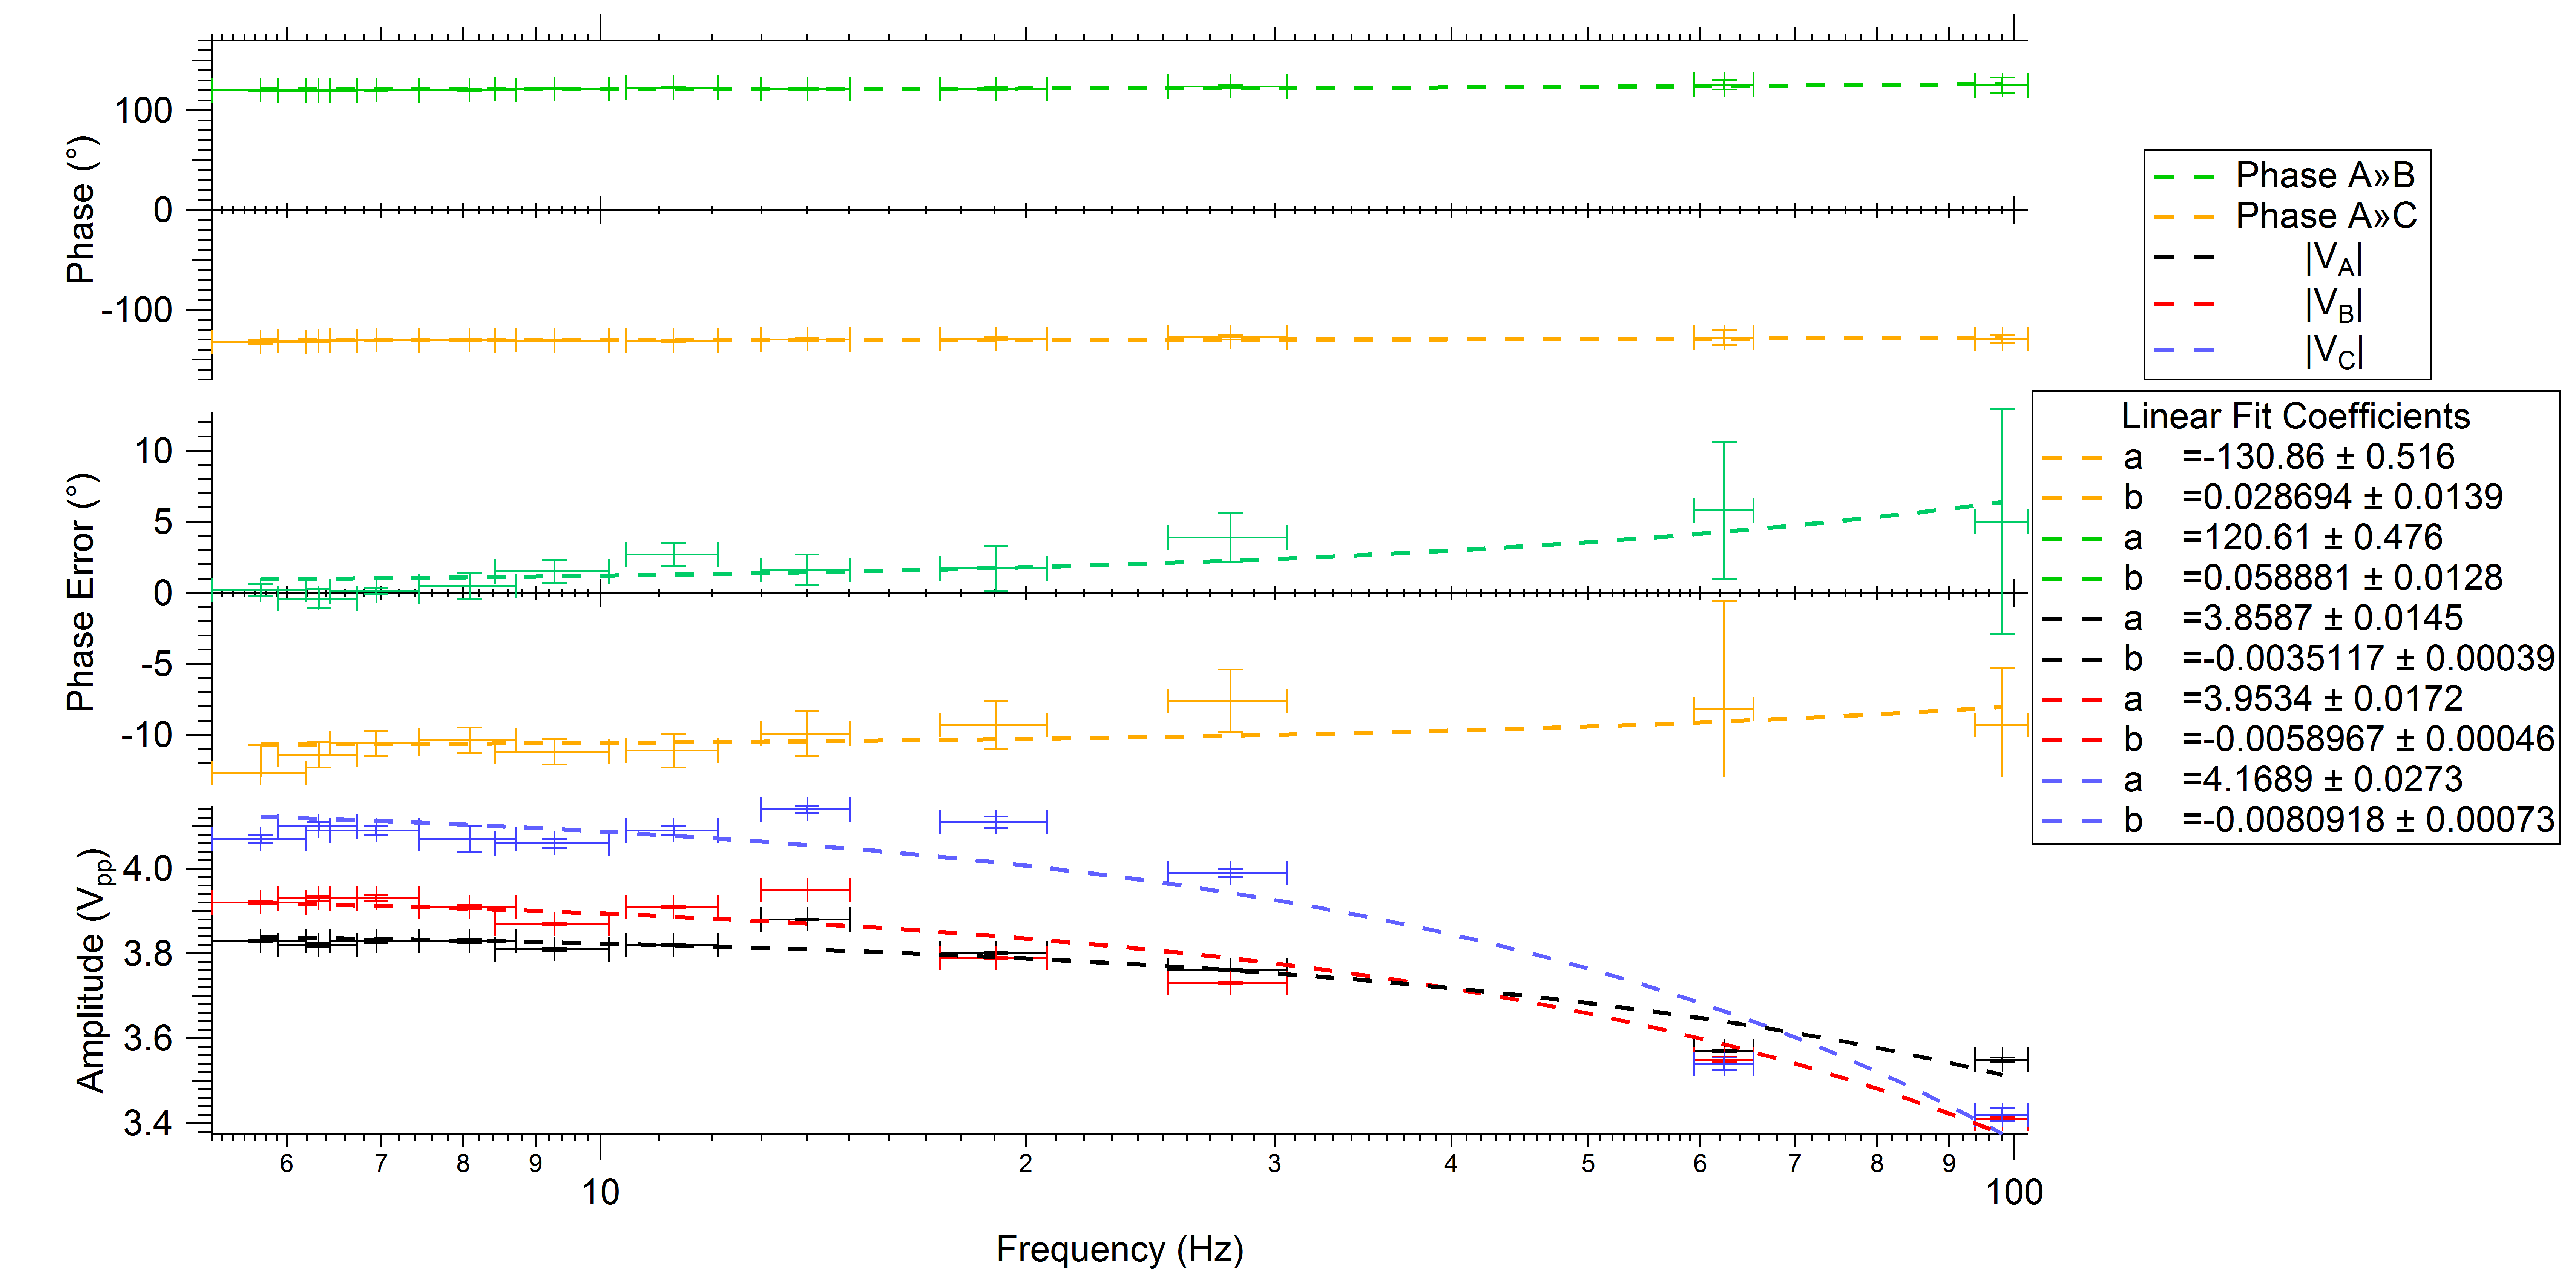 Phase (°)
100
0
-100
Phase A»B
Phase A»C
|V_A|
|V_B|
|V_C|
Phase Error (°)
10
5
0
-5
-10
Linear Fit Coefficients
a =-130.86 ± 0.516
b =0.028694 ± 0.0139
a =120.61 ± 0.476
b =0.058881 ± 0.0128
a =3.8587 ± 0.0145
b =-0.0035117 ± 0.00039
a =3.9534 ± 0.0172
b =-0.0058967 ± 0.00046
a =4.1689 ± 0.0273
b =-0.0080918 ± 0.00073
Amplitude (V_pp)
4.0
3.8
3.6
3.4
6 7 8 9 2 3 4 5 6 7 8 9
10 100
Frequency (Hz)